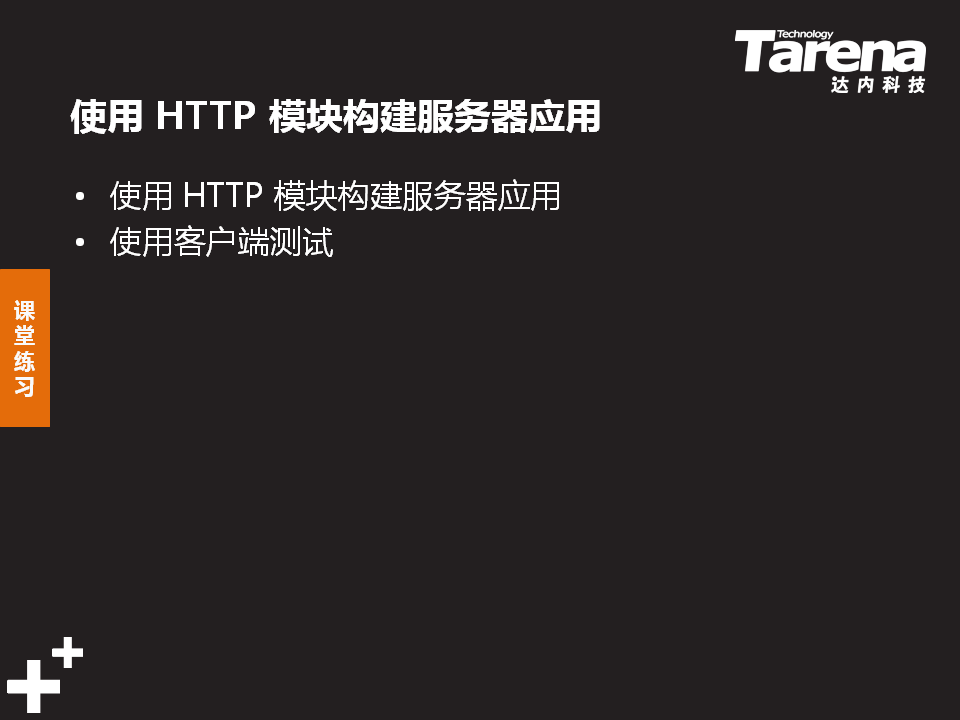 Technology
Tarena
达内科技
使用 HTTP 模块构建服务器应用
• 使用 HTTP 模块构建服务器应用
• 使用客户端测试
课
堂
练
习